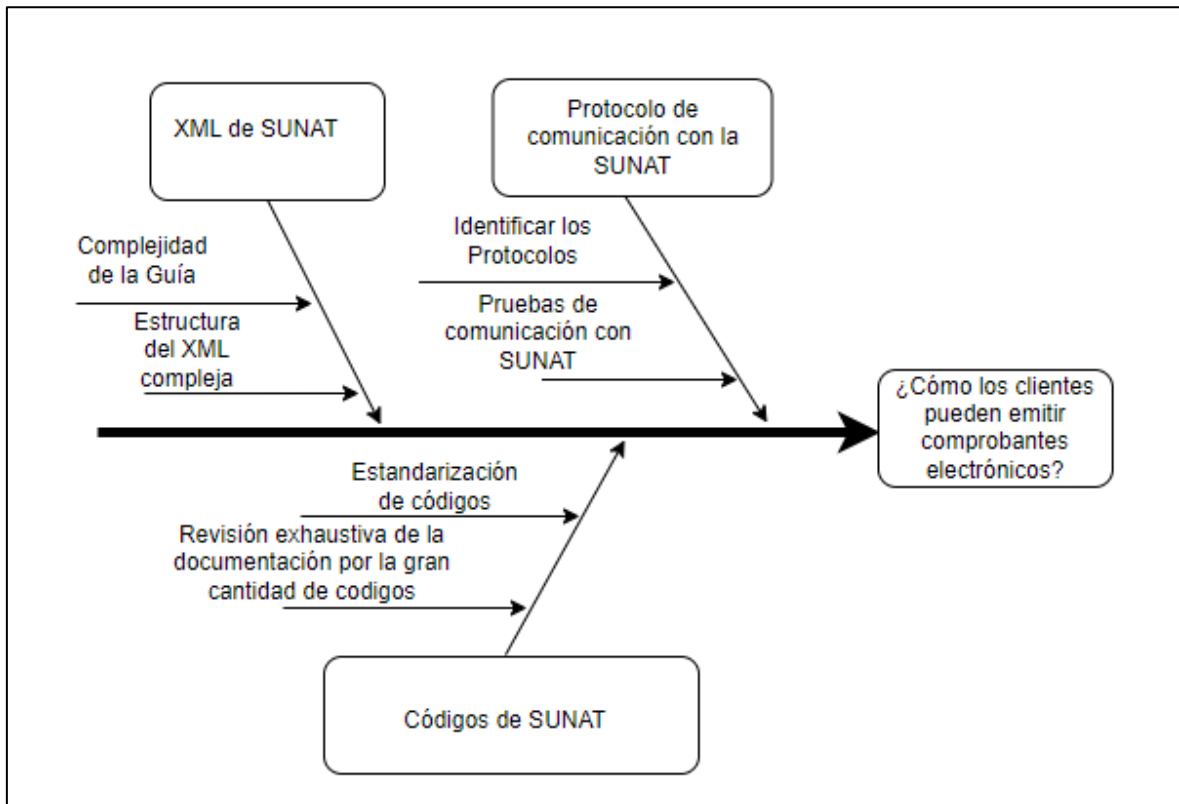 XML de SUNAT
Protocolo de
comunicación con la
SUNAT
Complejidad
de la Guía
Estructura
del XML
compleja
Identificar los
Protocolos
Pruebas de
comunicación con
SUNAT
¿Cómo los clientes
pueden emitir
comprobantes
electrónicos?
Estandarización
de códigos
Revisión exhaustiva de la
documentación por la gran
cantidad de codigos
Códigos de SUNAT